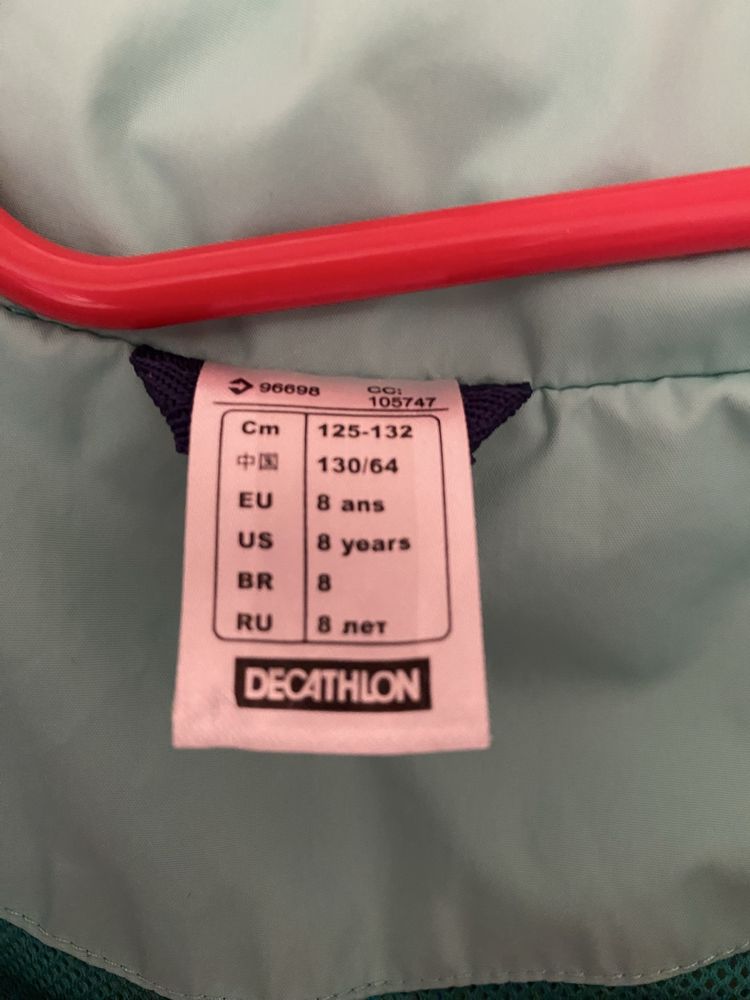 96698 CC:
105747
Cm 125-132
中国 130/64
EU 8 ans
US 8 years
BR 8
RU 8 лет
DECATHLON